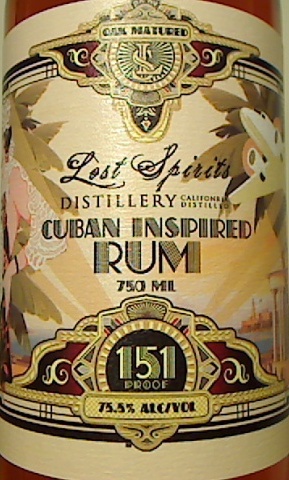 OAK MATURED
Lost Spirits
DISTILLERY
CALIFORNIA
DISTILLED
CUBAN INSPIRED
RUM
750 ML
151
PROOF
75.5% ALC/VOL